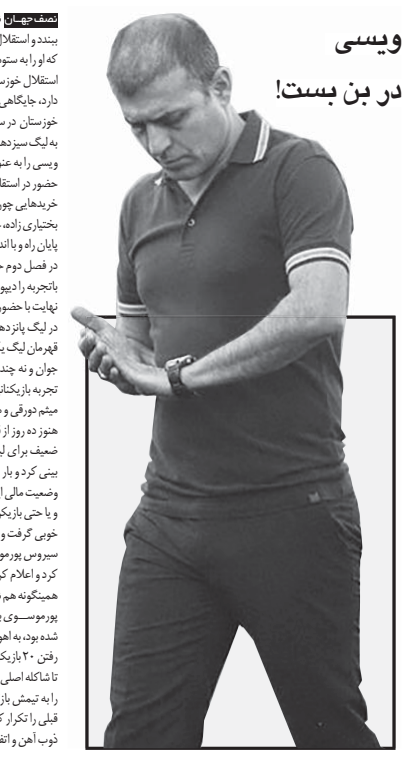 ویسی
در بن بست!
نصف جهان
ببندد و استقلال
که او را به ستو
استقلال خوزس
دارد، جایگاهی
خوزستان در س
به لیگ سیزده
ویسی را به عنو
حضور در استقا
خریدهایی چور
بختیاری زاده،
پایان راه و با اند
در فصل دوم ح
باتجربه را دیپو
نهایت با حضور
در لیگ پانزده
قهرمان لیگ ی
جوان و نه چند
تجربه بازیکنان
میثم دورقی و
هنوز ده روز از
ضعیف برای لی
بینی کرد و بار
وضعیت مالی ا
و یا حتی بازیکن
خوبی گرفت و
سیروس پورمو
کرد و اعلام کر
همینگونه هم
پورموسوی ب
شده بود، به اهو
رفتن ۲۰ بازیک
تا شاکله اصلی
را به تیمش باز
قبلی را تکرار ک
ذوب آهن و اتف